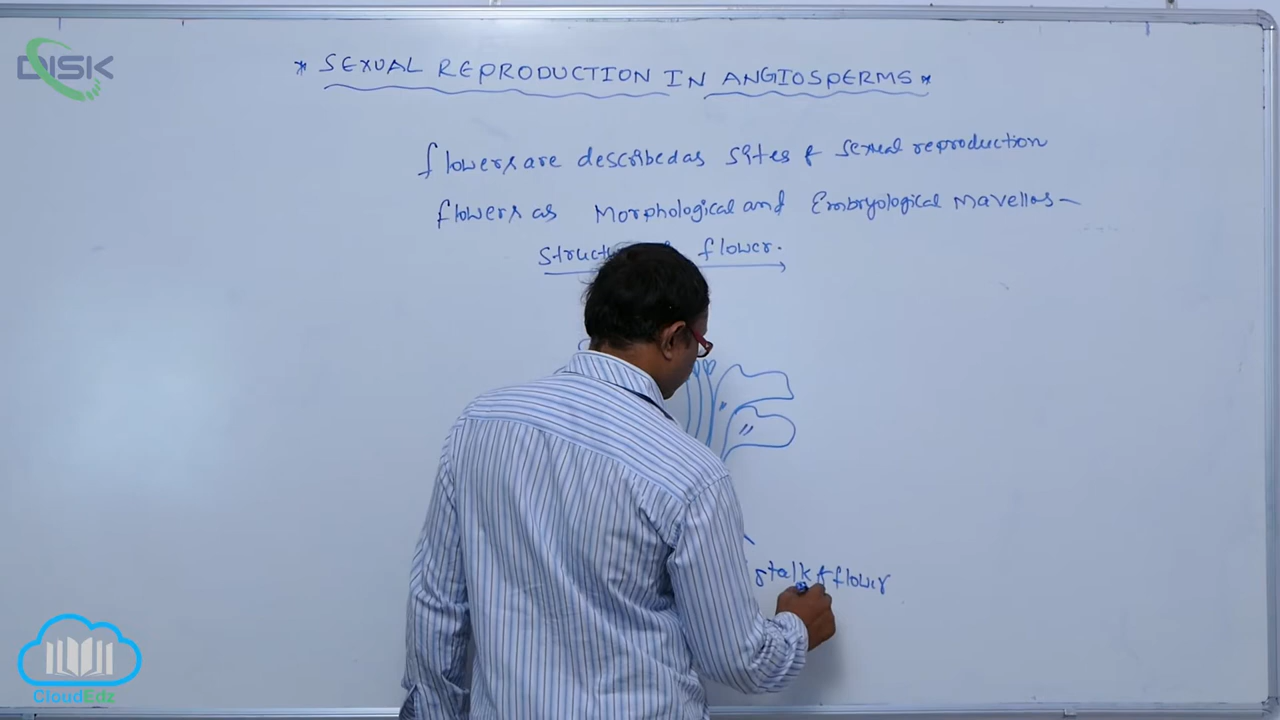 DISK
* SEXUAL REPRODUCTION IN ANGIOSPERMS *
flowers are described as sites of sexual reproduction
flowers as Morphological and Embryological Mavellos
flower.
stalk of flower
CloudEdz